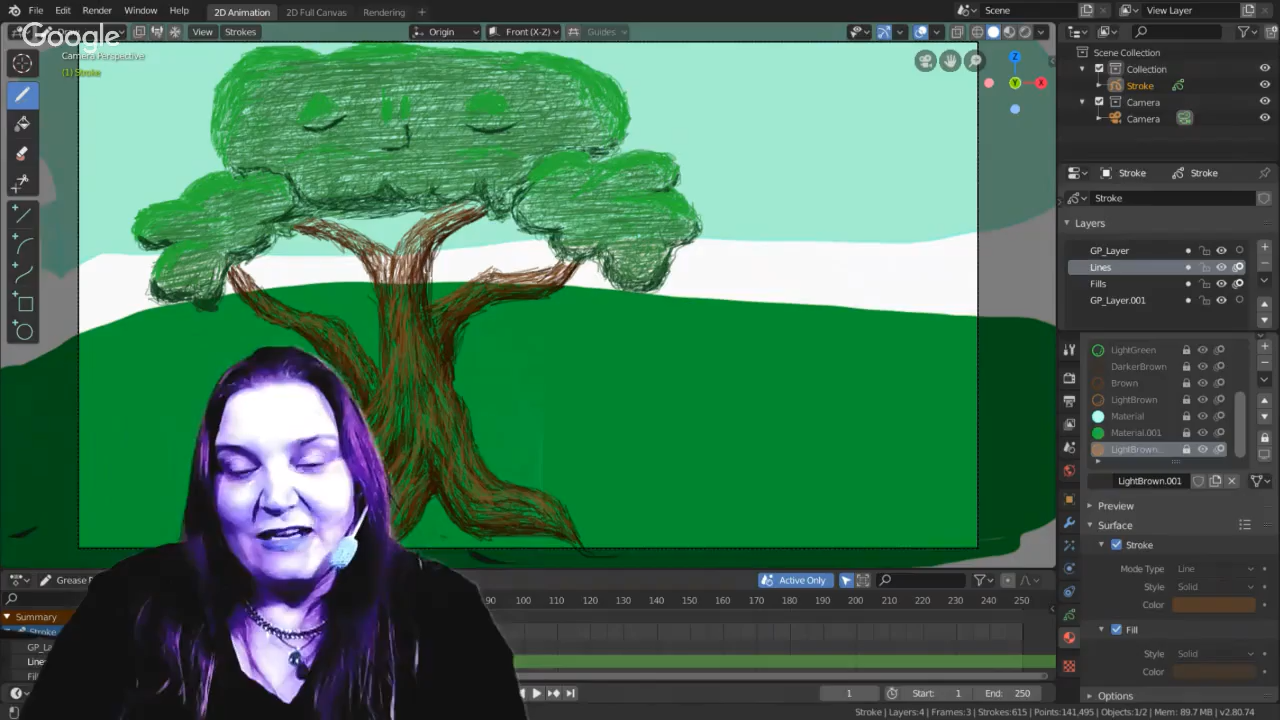 File Edit Render Window Help 2D Animation 2D Full Canvas Rendering + Scene View Layer
Google View Strokes Origin Front (X-Z) Guides
Camera Perspective
(1) Stroke
Z
Y
X
Scene Collection
Collection
Stroke
Camera
Camera
Stroke Stroke
Stroke
Layers
GP_Layer
Lines
Fills
GP_Layer.001
LightGreen
DarkerBrown
Brown
LightBrown
Material
Material.001
LightBrown...
LightBrown.001
Preview
Surface
Stroke
Mode Type Line
Style Solid
Color
Fill
Style Solid
Color
Options
Grease Active Only
90 100 110 120 130 140 150 160 170 180 190 200 210 220 230 240 250
Summary
Stroke
GP_La
Lines
Fil
1 Start: 1 End: 250
Stroke | Layers:4 | Frames:3 | Strokes:615 | Points:141,495 | Objects:1/2 | Mem: 89.7 MB | v2.80.74